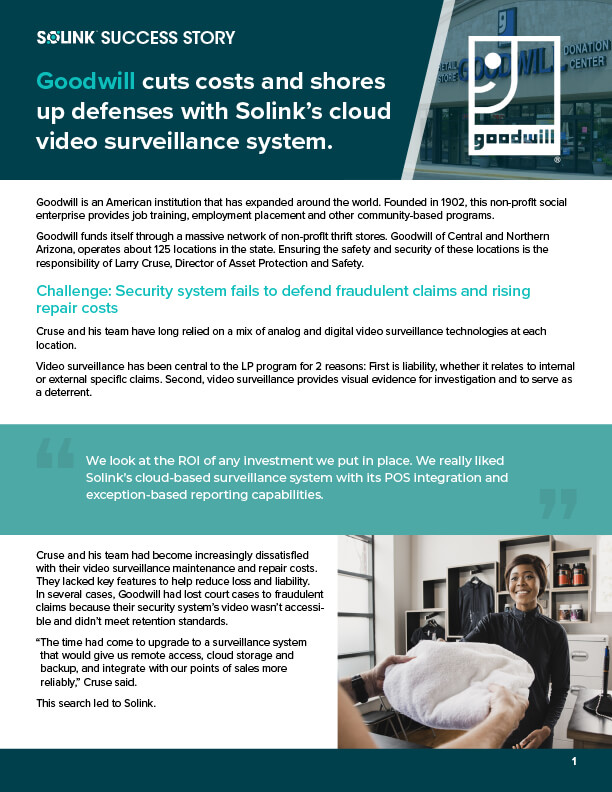 SOLINK SUCCESS STORY
Goodwill cuts costs and shores
up defenses with Solink’s cloud
video surveillance system.
RETAIL
STORE
GOODWILL
DONATION
CENTER
goodwill
®
Goodwill is an American institution that has expanded around the world. Founded in 1902, this non-profit social
enterprise provides job training, employment placement and other community-based programs.
Goodwill funds itself through a massive network of non-profit thrift stores. Goodwill of Central and Northern
Arizona, operates about 125 locations in the state. Ensuring the safety and security of these locations is the
responsibility of Larry Cruse, Director of Asset Protection and Safety.
Challenge: Security system fails to defend fraudulent claims and rising
repair costs
Cruse and his team have long relied on a mix of analog and digital video surveillance technologies at each
location.
Video surveillance has been central to the LP program for 2 reasons: First is liability, whether it relates to internal
or external specific claims. Second, video surveillance provides visual evidence for investigation and to serve as
a deterrent.
“
We look at the ROI of any investment we put in place. We really liked
Solink’s cloud-based surveillance system with its POS integration and
exception-based reporting capabilities.
”
Cruse and his team had become increasingly dissatisfied
with their video surveillance maintenance and repair costs.
They lacked key features to help reduce loss and liability.
In several cases, Goodwill had lost court cases to fraudulent
claims because their security system’s video wasn’t accessi-
ble and didn’t meet retention standards.
“The time had come to upgrade to a surveillance system
that would give us remote access, cloud storage and
backup, and integrate with our points of sales more
reliably,” Cruse said.
This search led to Solink.
1